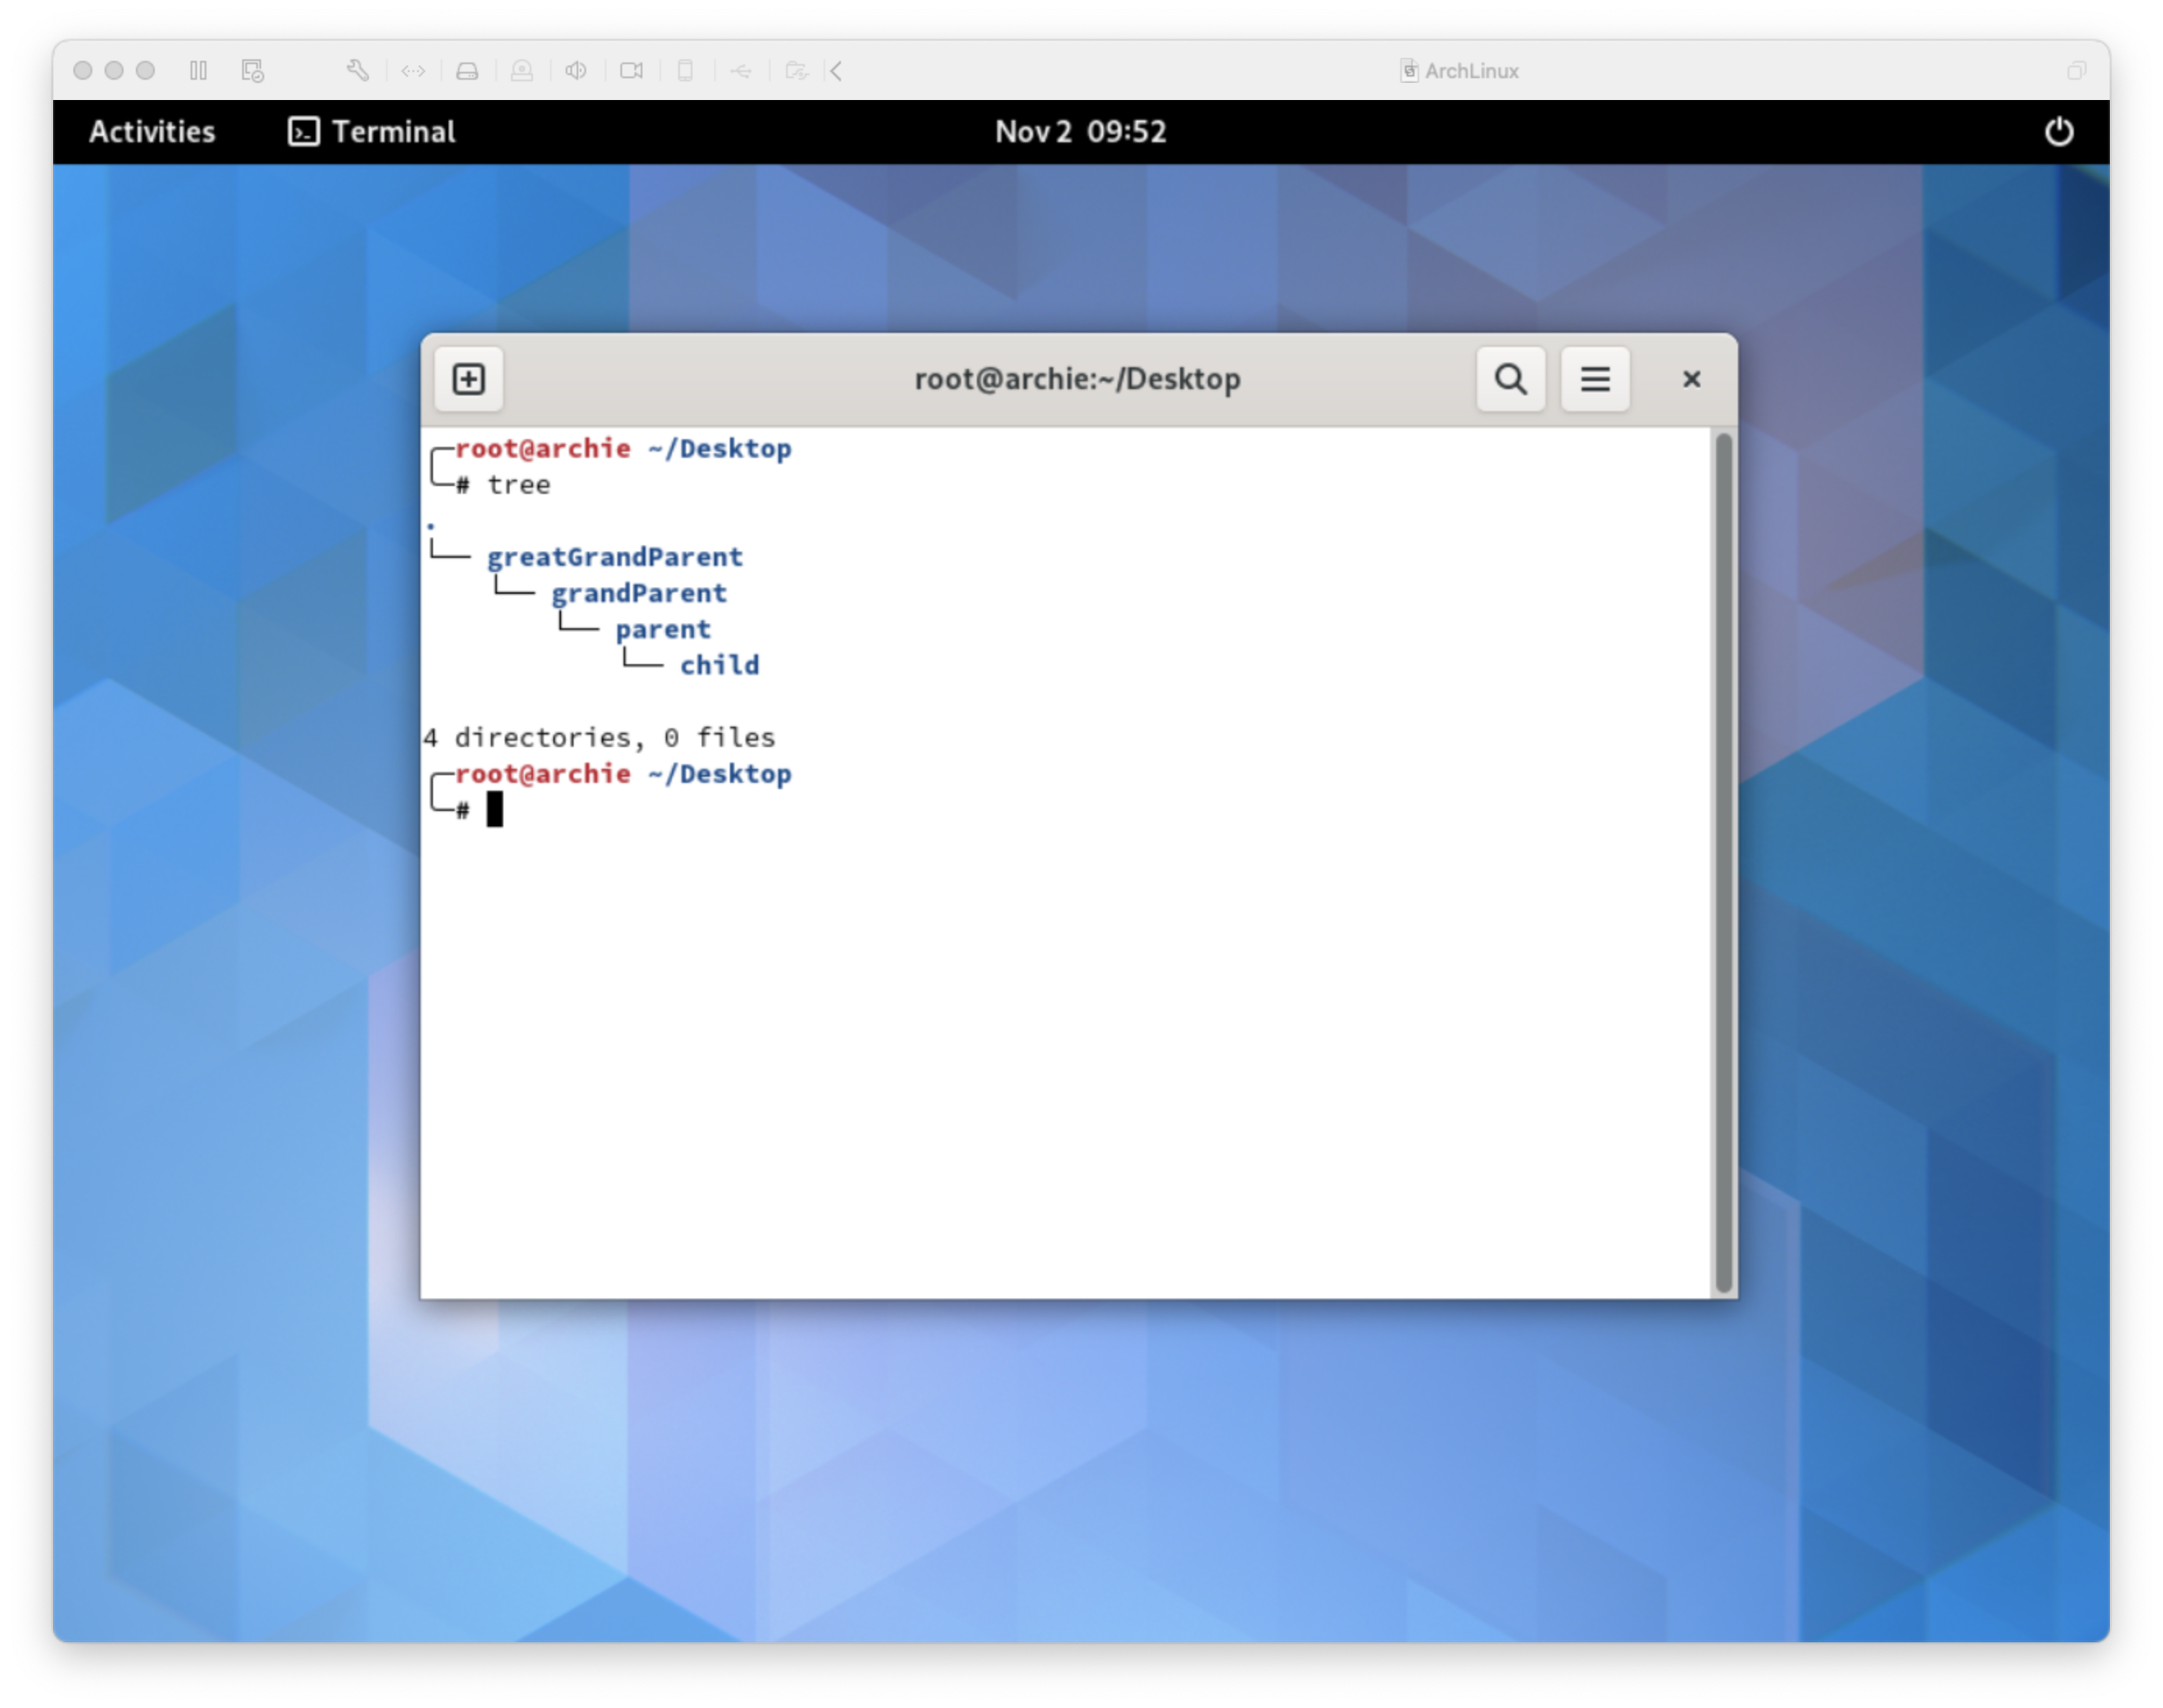 ArchLinux
Activities Terminal Nov 2 09:52
root@archie:~/Desktop
root@archie ~/Desktop
# tree
.
└── greatGrandParent
    └── grandParent
        └── parent
            └── child
4 directories, 0 files
root@archie ~/Desktop
#